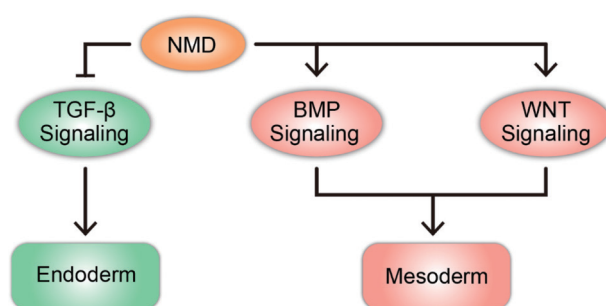 NMD
TGF-β
Signaling
BMP
Signaling
WNT
Signaling
Endoderm
Mesoderm